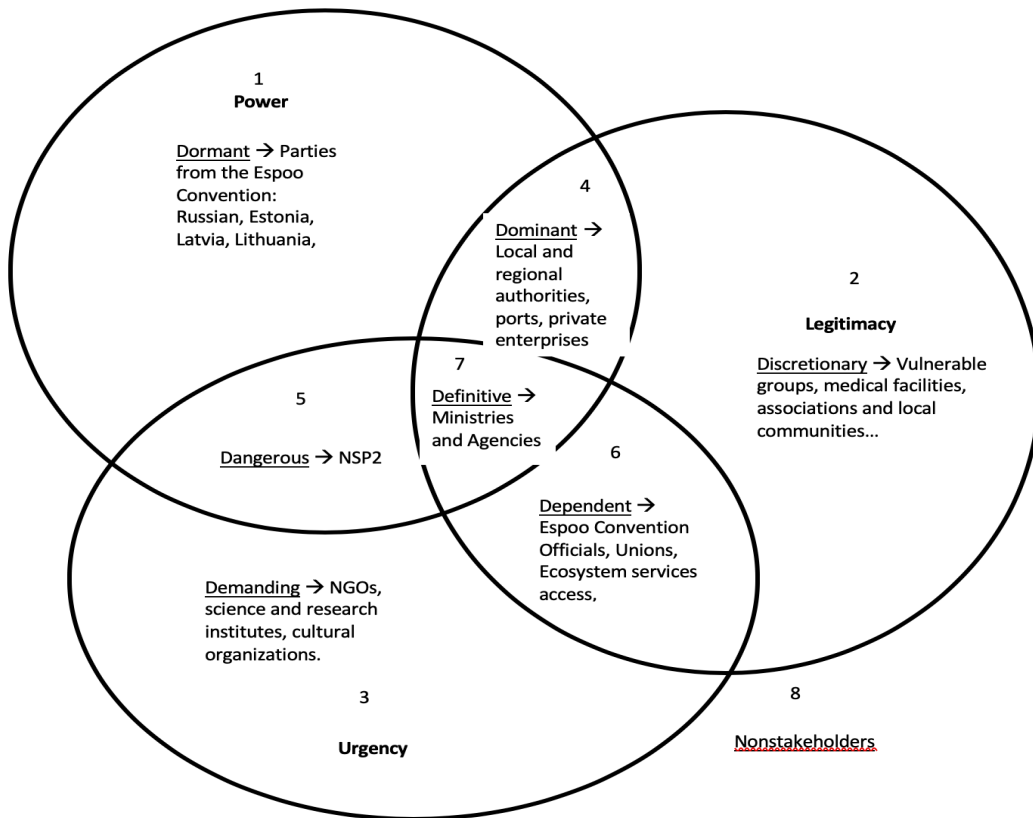 1
Power
Dormant → Parties
from the Espoo
Convention:
Russian, Estonia,
Latvia, Lithuania,
4
Dominant →
Local and
regional
authorities,
ports, private
enterprises
2
Legitimacy
Discretionary → Vulnerable
groups, medical facilities,
associations and local
communities...
7
Definitive →
Ministries
and Agencies
5
Dangerous → NSP2
6
Dependent →
Espoo Convention
Officials, Unions,
Ecosystem services
access,
Demanding → NGOs,
science and research
institutes, cultural
organizations.
3
Urgency
8
Nonstakeholders